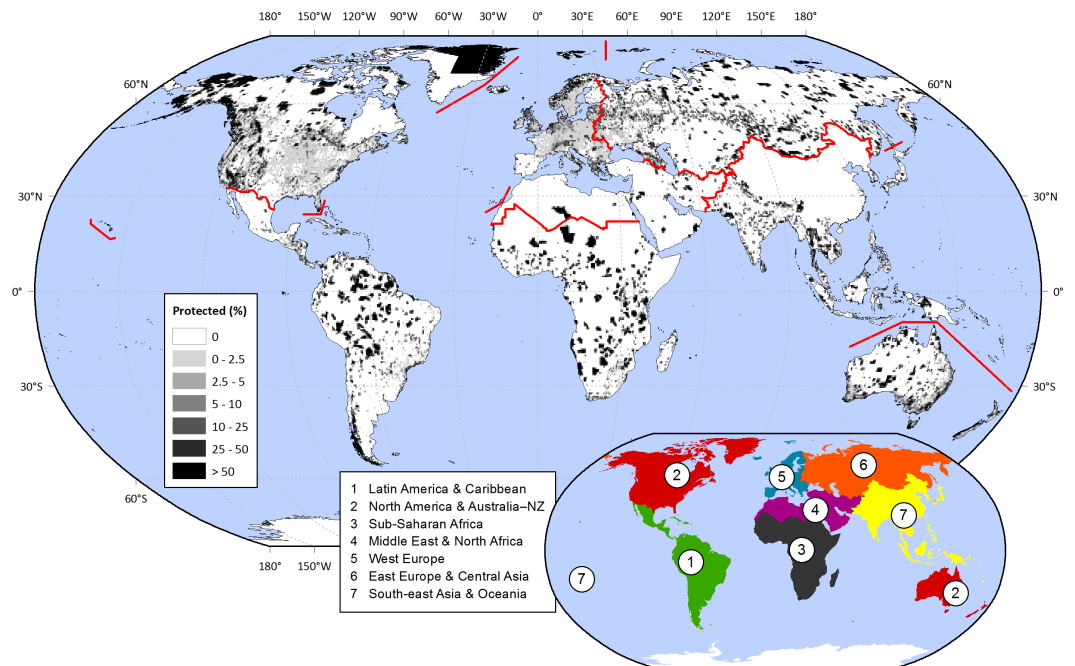 180° 150°W 120°W 90°W 60°W 30°W 0° 30°E 60°E 90°E 120°E 150°E 180°
60°N 60°N
30°N 30°N
0° 0°
Protected (%)
0
0 - 2.5
2.5 - 5
5 - 10
10 - 25
25 - 50
> 50
30°S 30°S
60°S
180° 150°W 120°W
1 Latin America & Caribbean
2 North America & Australia–NZ
3 Sub-Saharan Africa
4 Middle East & North Africa
5 West Europe
6 East Europe & Central Asia
7 South-east Asia & Oceania
6
2 5
4 7
3
1
7 2